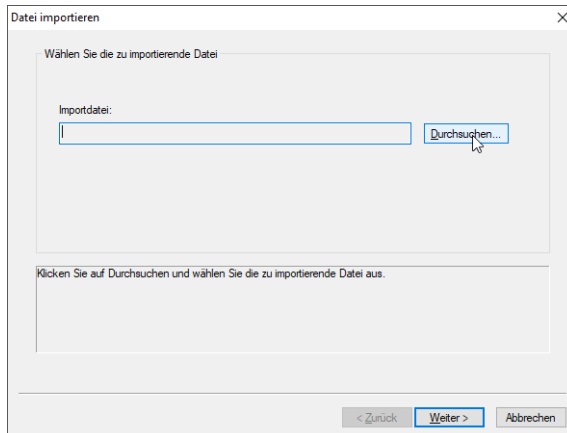 Datei importieren
Wählen Sie die zu importierende Datei
Importdatei:
Durchsuchen...
Klicken Sie auf Durchsuchen und wählen Sie die zu importierende Datei aus.
< Zurück Weiter > Abbrechen